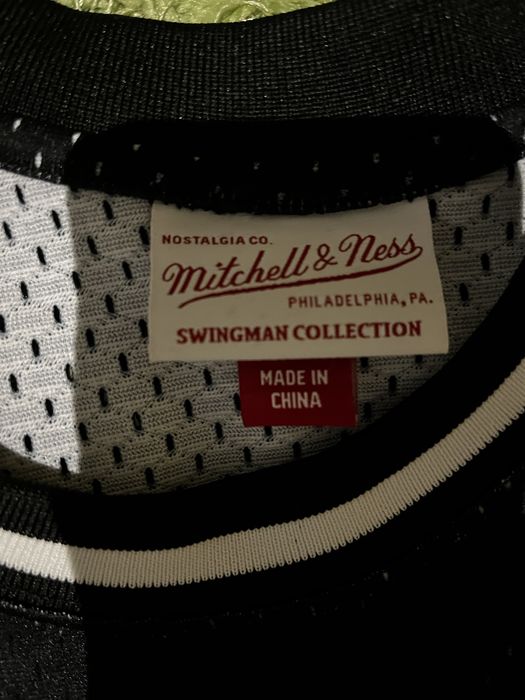 NOSTALGIA CO.
Mitchell & Ness
PHILADELPHIA, PA.
SWINGMAN COLLECTION
MADE IN
CHINA